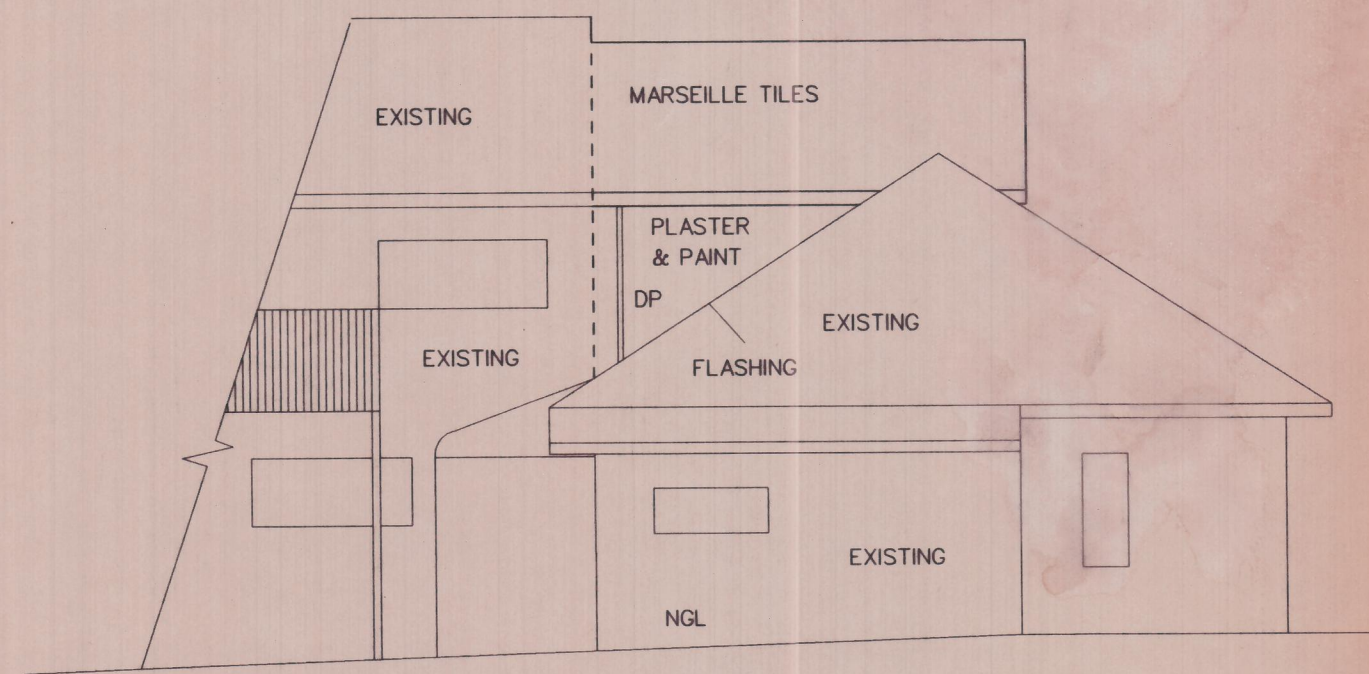 MARSEILLE TILES
EXISTING
PLASTER
& PAINT
DP
EXISTING
EXISTING
FLASHING
EXISTING
NGL